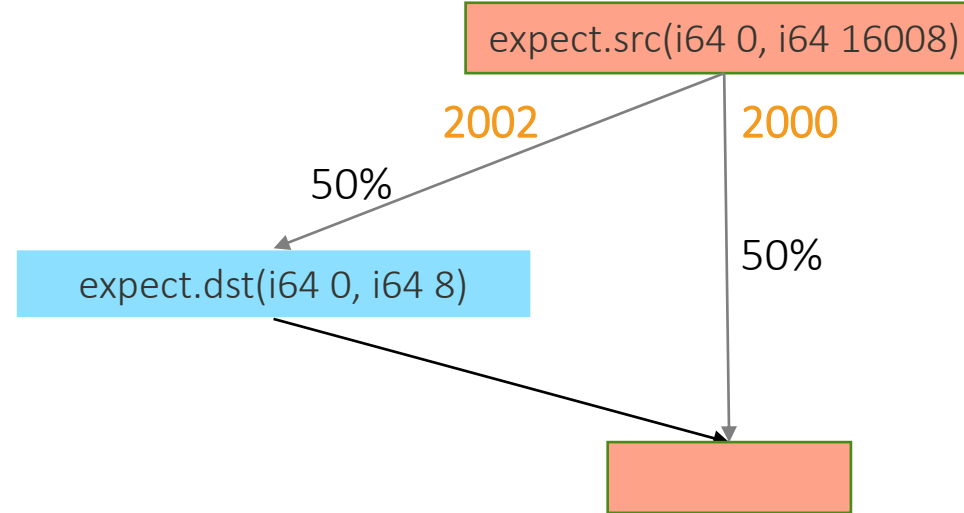 expect.src(i64 0, i64 16008)
2002
2000
50%
50%
expect.dst(i64 0, i64 8)